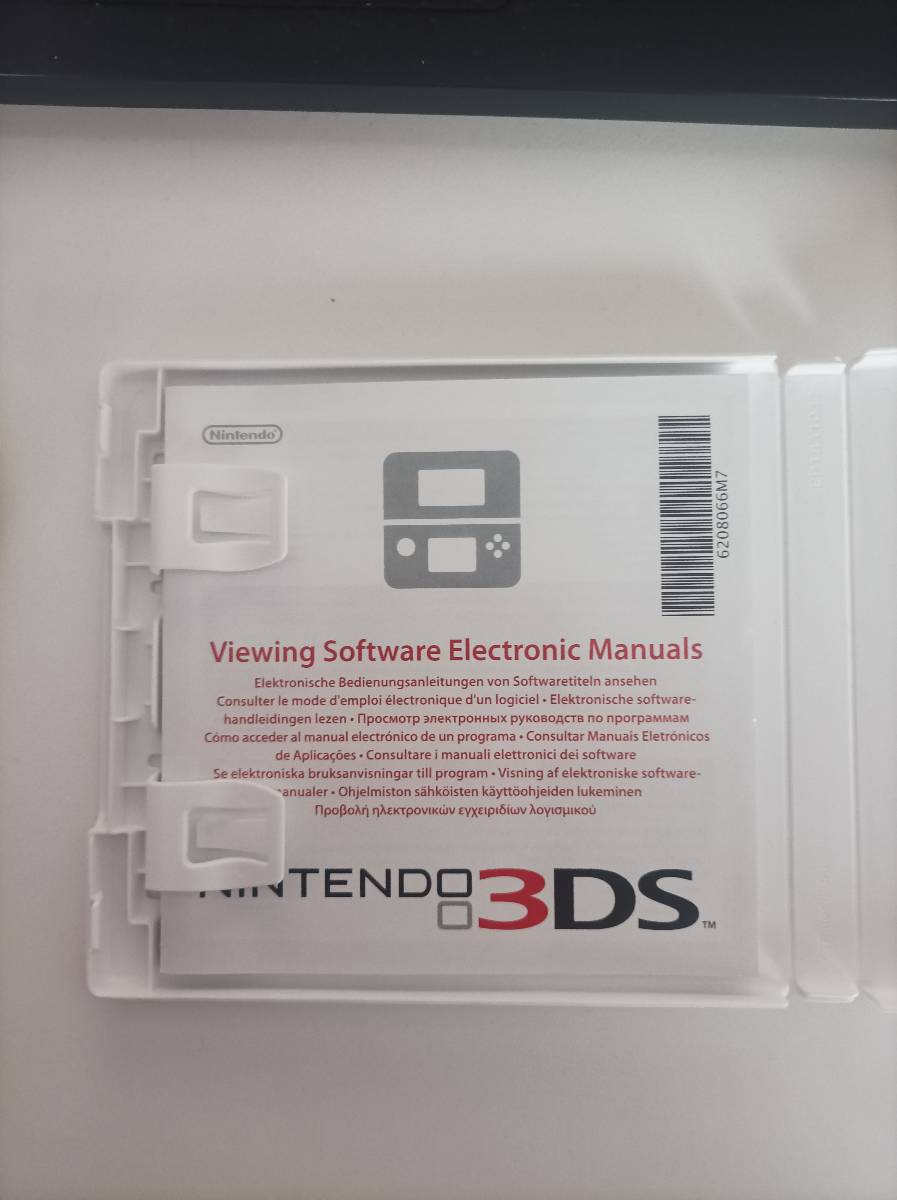 Nintendo
6208066M7
Viewing Software Electronic Manuals
Elektronische Bedienungsanleitungen von Softwaretiteln ansehen
Consulter le mode d'emploi électronique d'un logiciel • Elektronische software-
handleidingen lezen • Просмотр электронных руководств по программам
Cómo acceder al manual electrónico de un programa • Consultar Manuais Eletrónicos
de Aplicações • Consultare i manuali elettronici dei software
Se elektroniska bruksanvisningar till program • Visning af elektroniske software-
anualer • Ohjelmiston sähköisten käyttöohjeiden lukeminen
Προβολή ηλεκτρονικών εγχειριδίων λογισμικού
NINTENDO 3DS™